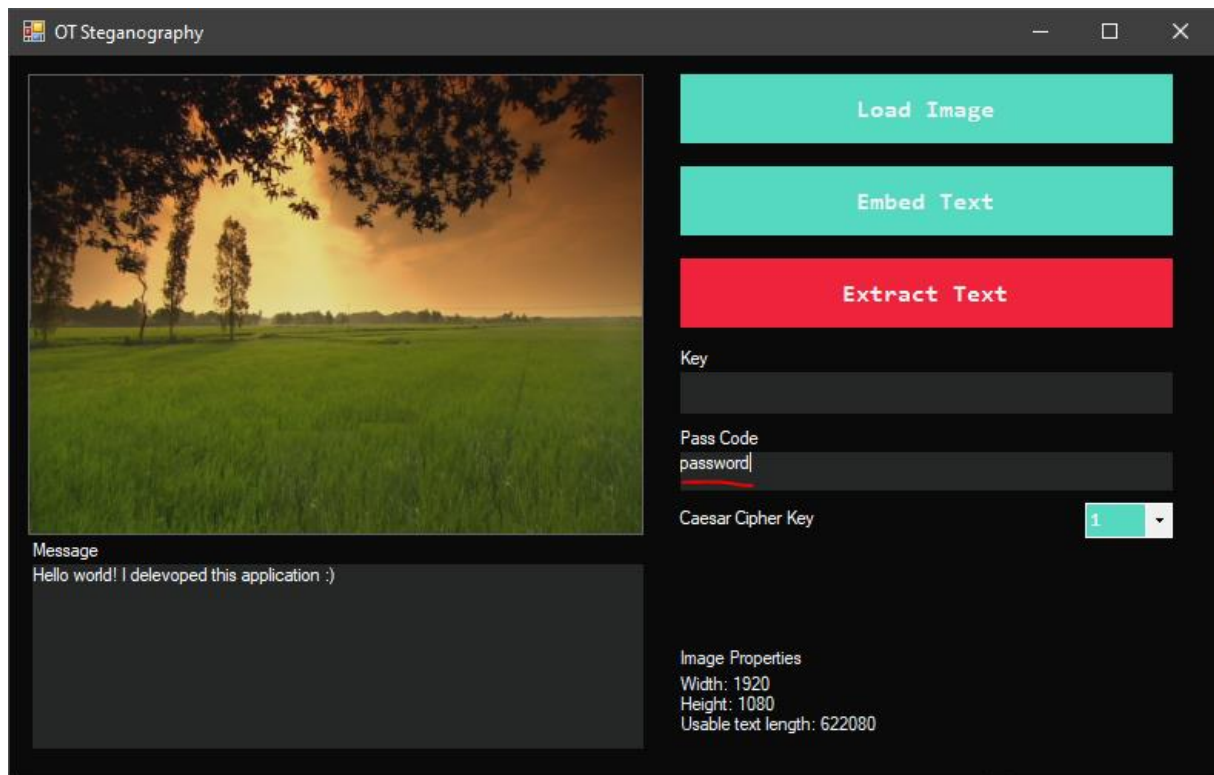 OT Steganography
Load Image
Embed Text
Extract Text
Key
Pass Code
password
Caesar Cipher Key
1
Message
Hello world! I delevoped this application :)
Image Properties
Width: 1920
Height: 1080
Usable text length: 622080